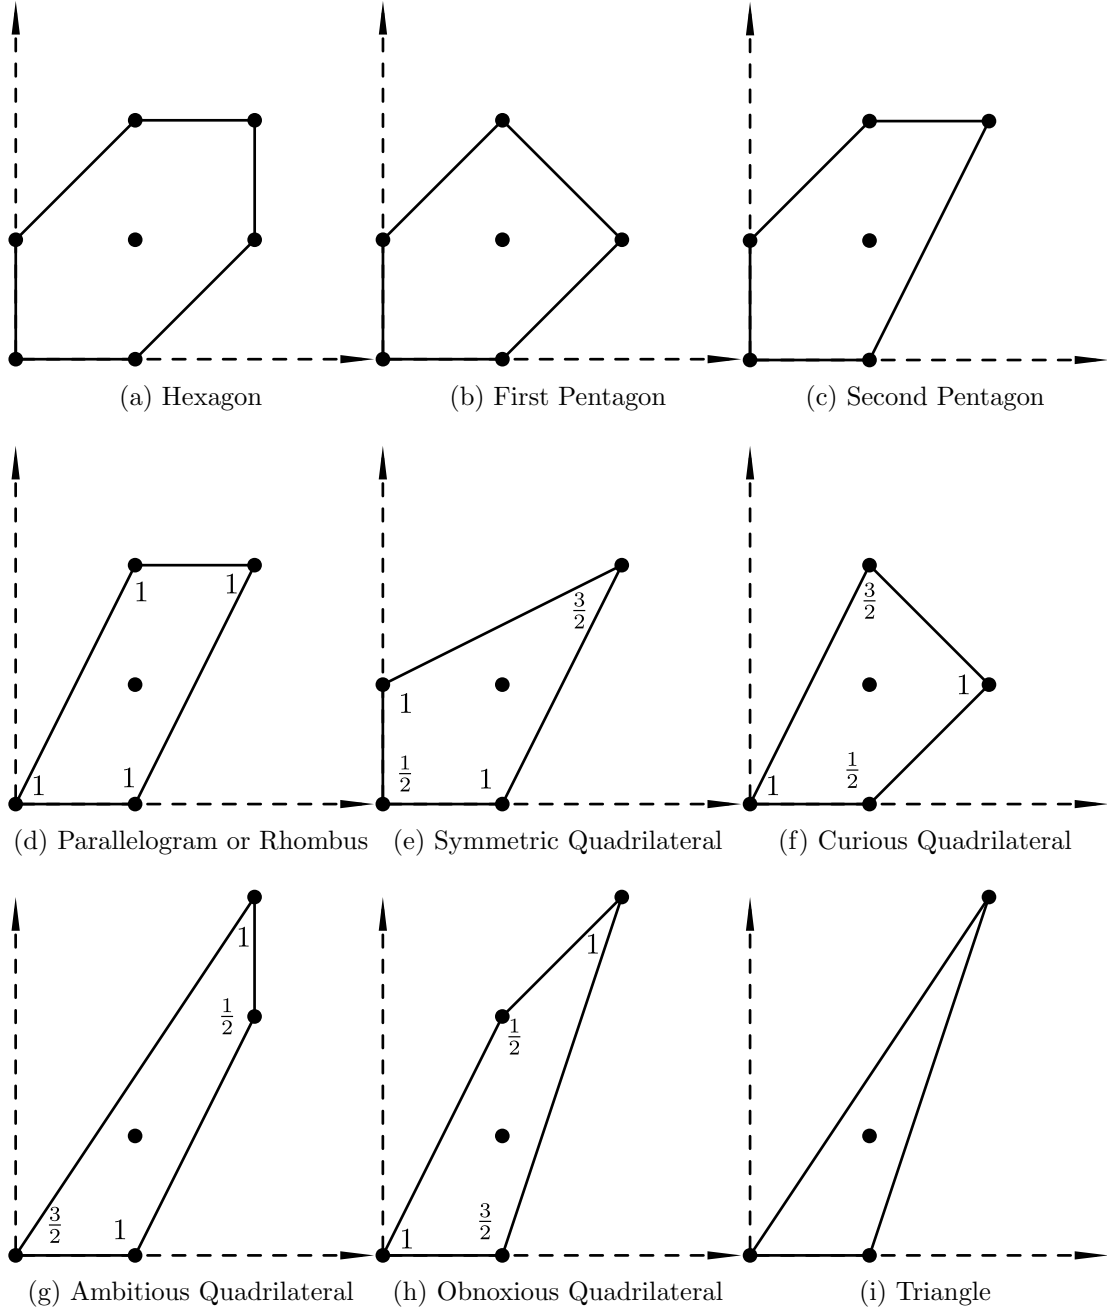 (a) Hexagon
(b) First Pentagon
(c) Second Pentagon
1
1
1
1
(d) Parallelogram or Rhombus
3/2
1
1/2
1
(e) Symmetric Quadrilateral
3/2
1
1/2
1
(f) Curious Quadrilateral
1
1/2
3/2
1
(g) Ambitious Quadrilateral
1
1/2
3/2
1
(h) Obnoxious Quadrilateral
(i) Triangle